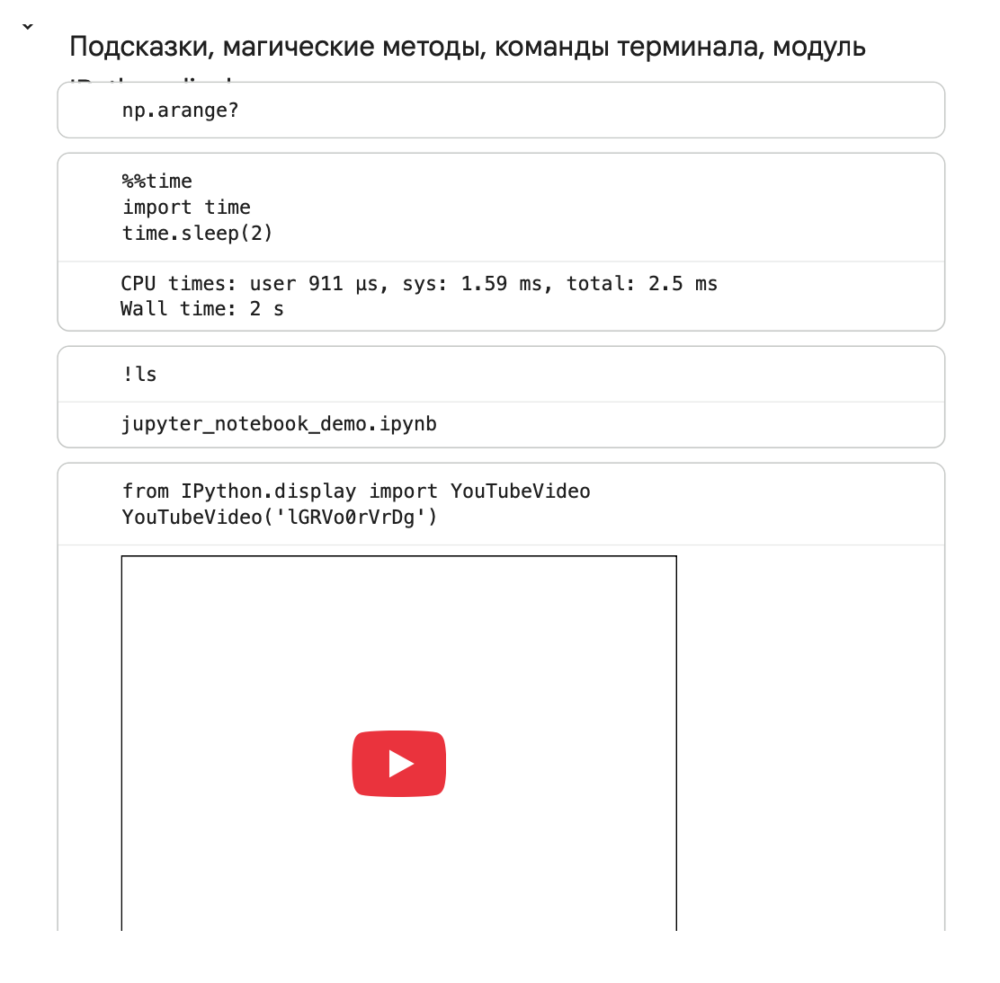 Подсказки, магические методы, команды терминала, модуль
np.arange?
%%time
import time
time.sleep(2)
CPU times: user 911 µs, sys: 1.59 ms, total: 2.5 ms
Wall time: 2 s
!ls
jupyter_notebook_demo.ipynb
from IPython.display import YouTubeVideo
YouTubeVideo('lGRVo0rVrDg')